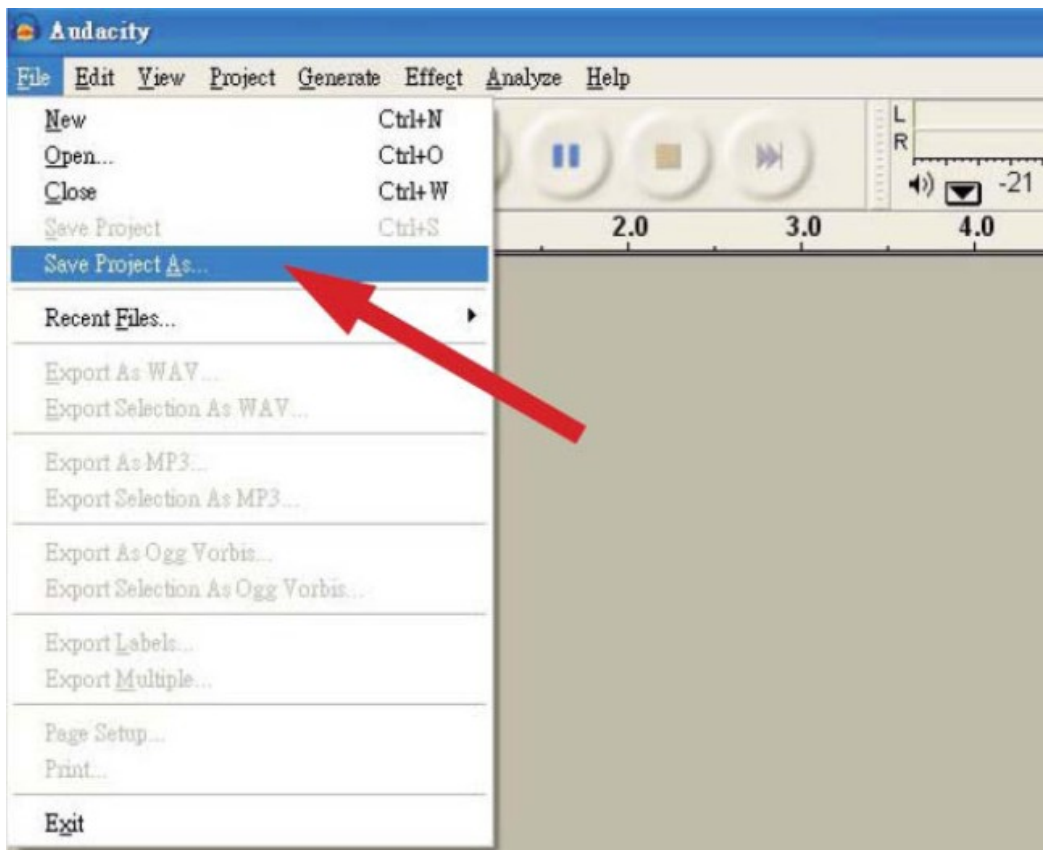 Audacity
File Edit View Project Generate Effect Analyze Help
New Ctrl+N
Open... Ctrl+O
Close Ctrl+W
Save Project Ctrl+S
Save Project As...
Recent Files...
Export As WAV...
Export Selection As WAV...
Export As MP3...
Export Selection As MP3...
Export As Ogg Vorbis...
Export Selection As Ogg Vorbis...
Export Labels...
Export Multiple...
Page Setup...
Print...
Exit
L
R
-21
2.0 3.0 4.0